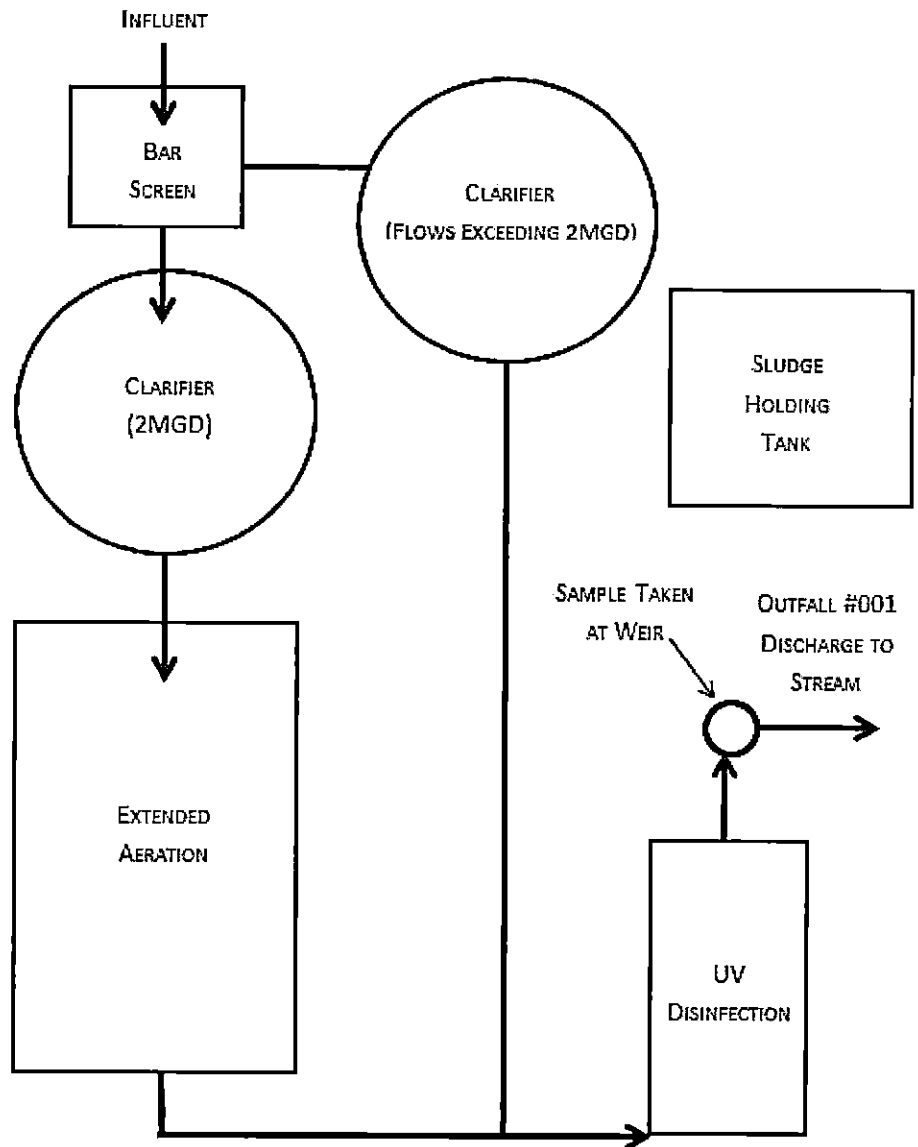 INFLUENT
BAR
SCREEN
CLARIFIER
(FLOWS EXCEEDING 2MGD)
CLARIFIER
(2MGD)
SLUDGE
HOLDING
TANK
SAMPLE TAKEN
AT WEIR
OUTFALL #001
DISCHARGE TO
STREAM
EXTENDED
AERATION
UV
DISINFECTION